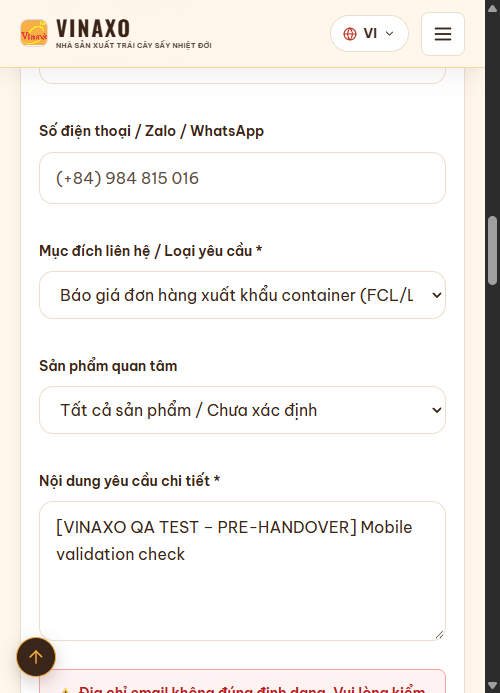 Vinaxo
VINAXO
NHÀ SẢN XUẤT TRÁI CÂY SẤY NHIỆT ĐỚI
VI
Số điện thoại / Zalo / WhatsApp
(+84) 984 815 016
Mục đích liên hệ / Loại yêu cầu *
Báo giá đơn hàng xuất khẩu container (FCL/L
Sản phẩm quan tâm
Tất cả sản phẩm / Chưa xác định
Nội dung yêu cầu chi tiết *
[VINAXO QA TEST – PRE-HANDOVER] Mobile
validation check
Địa chỉ email không đúng định dạng. Vui lòng kiểm